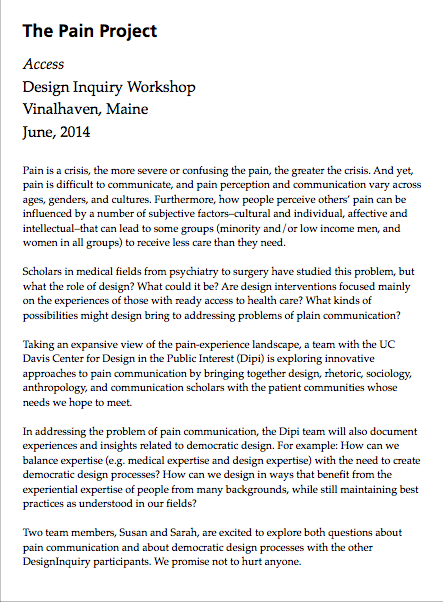 The Pain Project
Access
Design Inquiry Workshop
Vinalhaven, Maine
June, 2014
Pain is a crisis, the more severe or confusing the pain, the greater the crisis. And yet,
pain is difficult to communicate, and pain perception and communication vary across
ages, genders, and cultures. Furthermore, how people perceive others’ pain can be
influenced by a number of subjective factors–cultural and individual, affective and
intellectual–that can lead to some groups (minority and/or low income men, and
women in all groups) to receive less care than they need.
Scholars in medical fields from psychiatry to surgery have studied this problem, but
what the role of design? What could it be? Are design interventions focused mainly
on the experiences of those with ready access to health care? What kinds of
possibilities might design bring to addressing problems of plain communication?
Taking an expansive view of the pain-experience landscape, a team with the UC
Davis Center for Design in the Public Interest (Dipi) is exploring innovative
approaches to pain communication by bringing together design, rhetoric, sociology,
anthropology, and communication scholars with the patient communities whose
needs we hope to meet.
In addressing the problem of pain communication, the Dipi team will also document
experiences and insights related to democratic design. For example: How can we
balance expertise (e.g. medical expertise and design expertise) with the need to create
democratic design processes? How can we design in ways that benefit from the
experiential expertise of people from many backgrounds, while still maintaining best
practices as understood in our fields?
Two team members, Susan and Sarah, are excited to explore both questions about
pain communication and about democratic design processes with the other
DesignInquiry participants. We promise not to hurt anyone.